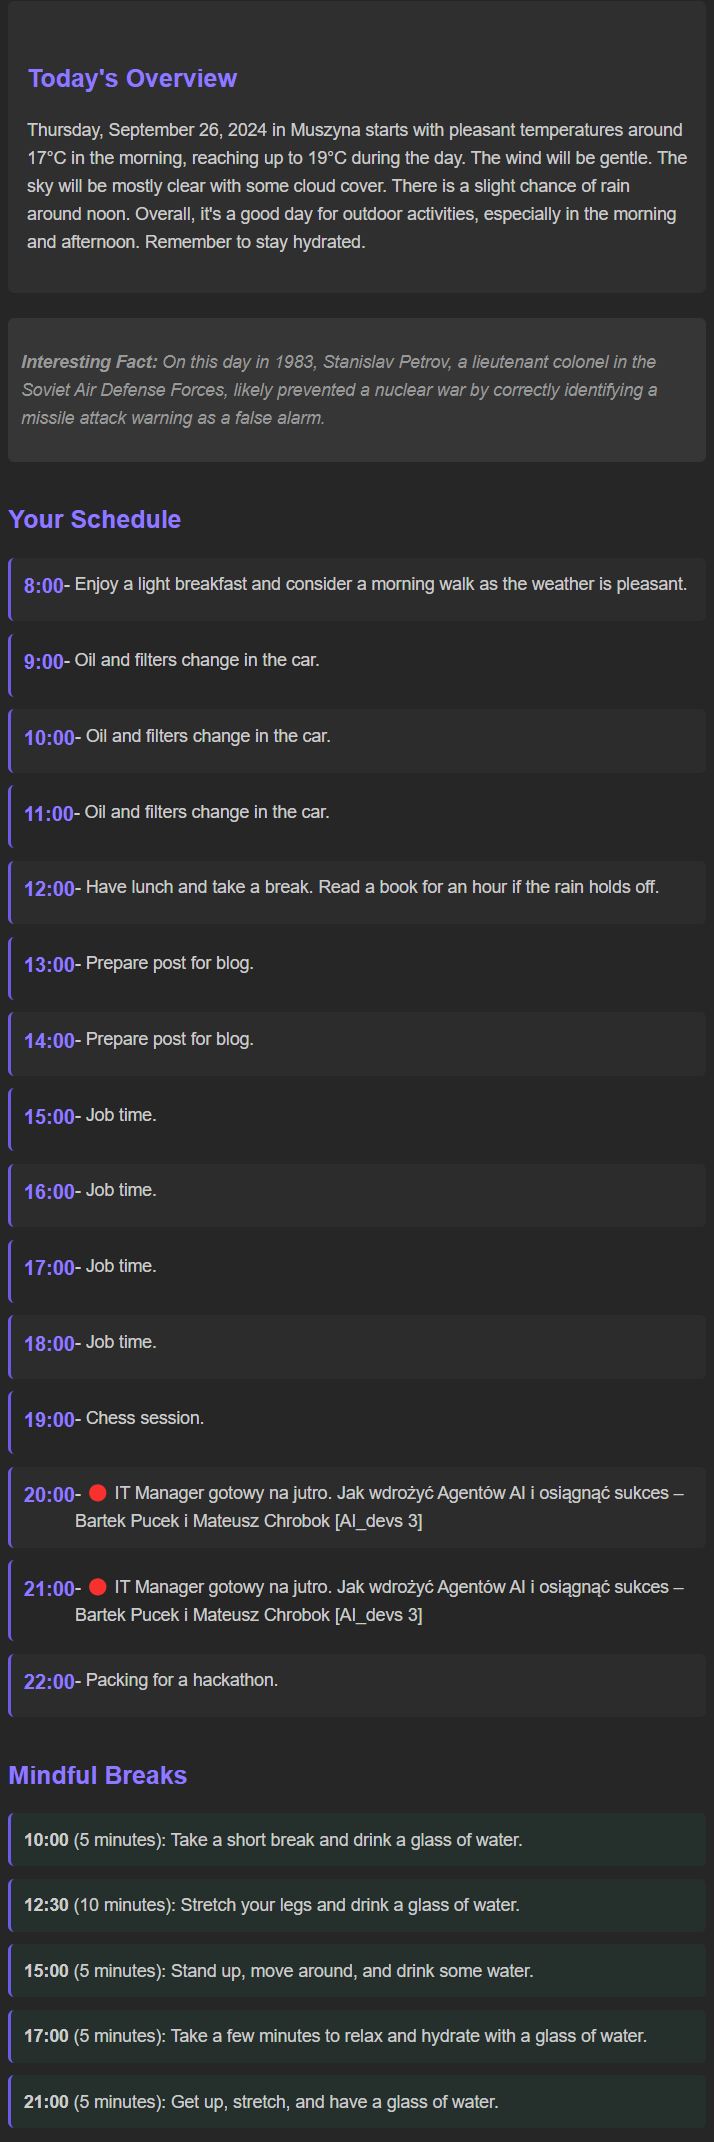 Today's Overview
Thursday, September 26, 2024 in Muszyna starts with pleasant temperatures around
17°C in the morning, reaching up to 19°C during the day. The wind will be gentle. The
sky will be mostly clear with some cloud cover. There is a slight chance of rain
around noon. Overall, it's a good day for outdoor activities, especially in the morning
and afternoon. Remember to stay hydrated.
Interesting Fact: On this day in 1983, Stanislav Petrov, a lieutenant colonel in the
Soviet Air Defense Forces, likely prevented a nuclear war by correctly identifying a
missile attack warning as a false alarm.
Your Schedule
8:00- Enjoy a light breakfast and consider a morning walk as the weather is pleasant.
9:00- Oil and filters change in the car.
10:00- Oil and filters change in the car.
11:00- Oil and filters change in the car.
12:00- Have lunch and take a break. Read a book for an hour if the rain holds off.
13:00- Prepare post for blog.
14:00- Prepare post for blog.
15:00- Job time.
16:00- Job time.
17:00- Job time.
18:00- Job time.
19:00- Chess session.
20:00- 🔴 IT Manager gotowy na jutro. Jak wdrożyć Agentów AI i osiągnąć sukces –
Bartek Pucek i Mateusz Chrobok [AI_devs 3]
21:00- 🔴 IT Manager gotowy na jutro. Jak wdrożyć Agentów AI i osiągnąć sukces –
Bartek Pucek i Mateusz Chrobok [AI_devs 3]
22:00- Packing for a hackathon.
Mindful Breaks
10:00 (5 minutes): Take a short break and drink a glass of water.
12:30 (10 minutes): Stretch your legs and drink a glass of water.
15:00 (5 minutes): Stand up, move around, and drink some water.
17:00 (5 minutes): Take a few minutes to relax and hydrate with a glass of water.
21:00 (5 minutes): Get up, stretch, and have a glass of water.